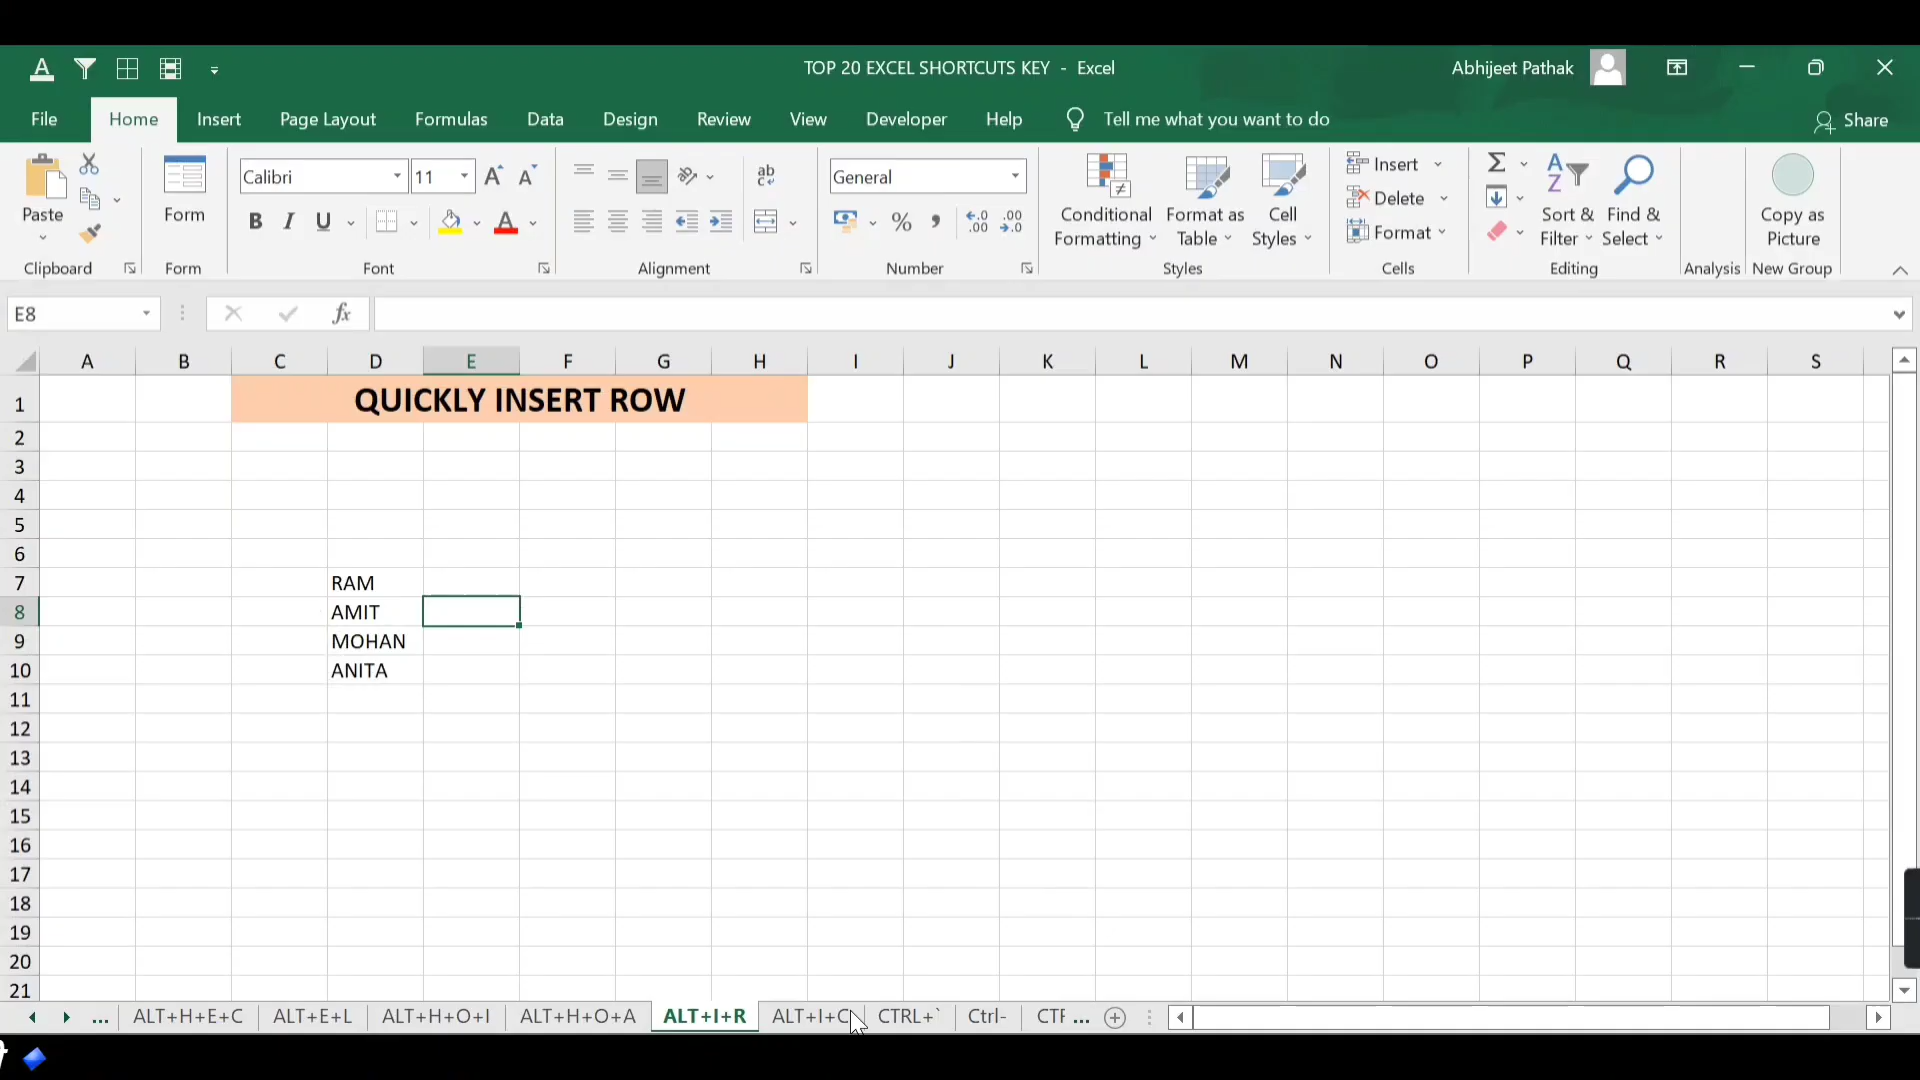 TOP 20 EXCEL SHORTCUTS KEY - Excel
Abhijeet Pathak
File Home Insert Page Layout Formulas Data Design Review View Developer Help Tell me what you want to do Share
Paste
Clipboard
Form
Form
Calibri 11
B I U A
Font
ab
Alignment
General
% ,
Number
Conditional Formatting
Format as Table
Cell Styles
Styles
Insert
Delete
Format
Cells
Σ
Sort & Filter
Find & Select
Editing
Analysis
Copy as Picture
New Group
E8 fx
A B C D E F G H I J K L M N O P Q R S
1 QUICKLY INSERT ROW
2
3
4
5
6
7 RAM
8 AMIT
9 MOHAN
10 ANITA
11
12
13
14
15
16
17
18
19
20
21
... ALT+H+E+C ALT+E+L ALT+H+O+I ALT+H+O+A ALT+I+R ALT+I+C CTRL+` Ctrl- CTF ...